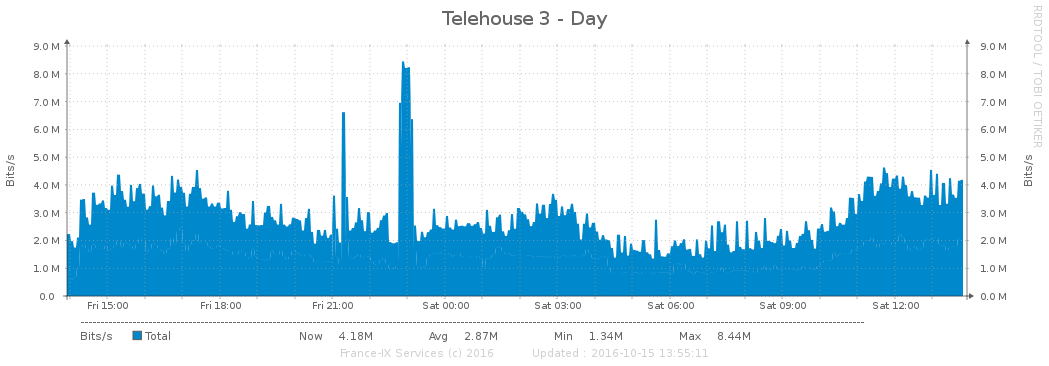 Telehouse 3 - Day
RRDTOOL / TOBI OETIKER
Bits/s
9.0 M 9.0 M
8.0 M 8.0 M
7.0 M 7.0 M
6.0 M 6.0 M
5.0 M 5.0 M
4.0 M 4.0 M
3.0 M 3.0 M
2.0 M 2.0 M
1.0 M 1.0 M
0.0 0.0 M
Bits/s
Fri 15:00 Fri 18:00 Fri 21:00 Sat 00:00 Sat 03:00 Sat 06:00 Sat 09:00 Sat 12:00
Bits/s Total Now 4.18M Avg 2.87M Min 1.34M Max 8.44M
France-IX Services (c) 2016 Updated : 2016-10-15 13:55:11